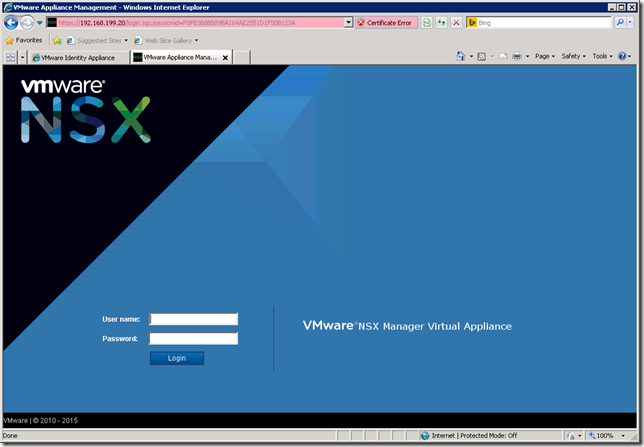 VMware Appliance Management - Windows Internet Explorer
https://192.168.199.20/login.jsp;jsessionid=F6FB3B8B589BA164AE2551D1F50B123A Certificate Error Bing
Favorites Suggested Sites Web Slice Gallery
VMware Identity Appliance VMware Appliance Mana... X Page Safety Tools
vmware®
NSX
User name:
Password:
Login
VMware® NSX Manager Virtual Appliance
VMware | © 2010 - 2015
Done Internet | Protected Mode: Off 100%